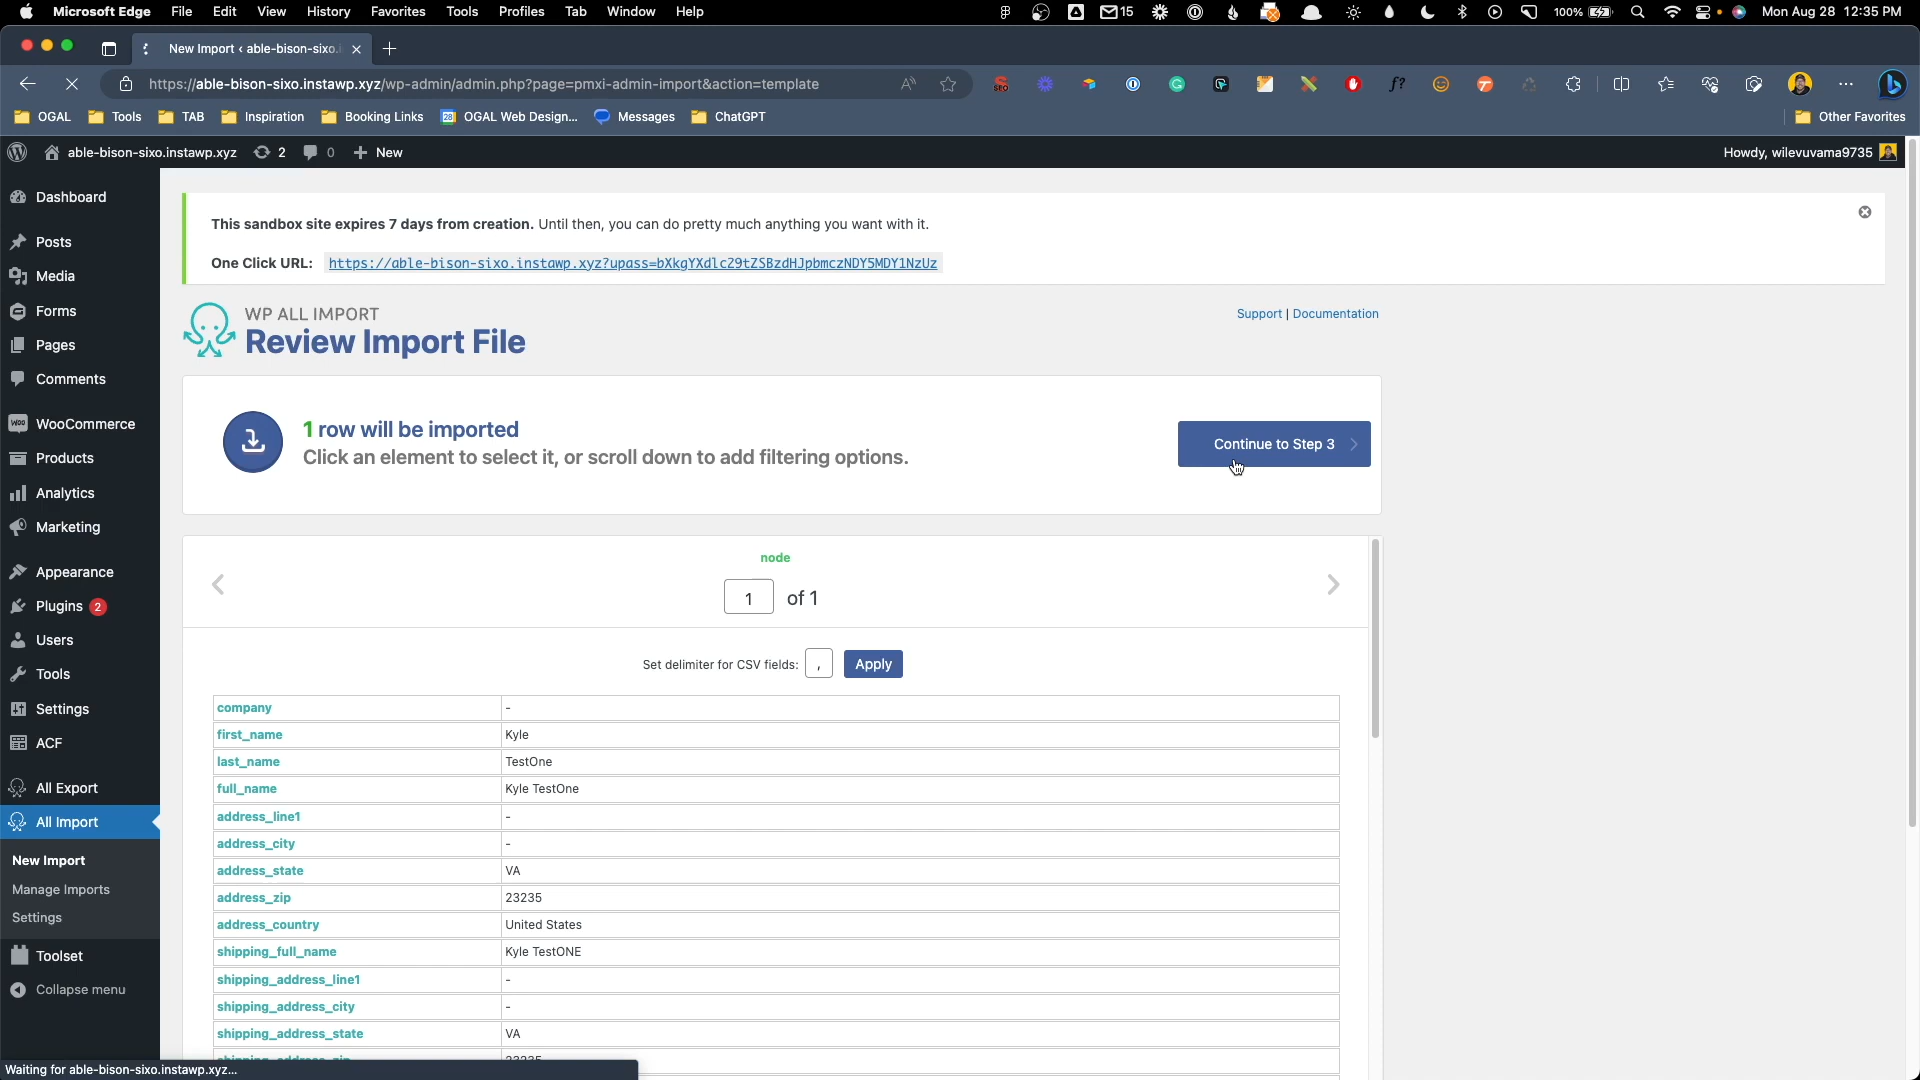 Microsoft Edge File Edit View History Favorites Tools Profiles Tab Window Help
15 100% Mon Aug 28 12:35 PM
New Import ‹ able-bison-sixo.i
https://able-bison-sixo.instawp.xyz/wp-admin/admin.php?page=pmxi-admin-import&action=template
OGAL Tools TAB Inspiration Booking Links OGAL Web Design... Messages ChatGPT Other Favorites
able-bison-sixo.instawp.xyz 2 0 New Howdy, wilevuvama9735
Dashboard
Posts
Media
Forms
Pages
Comments
WooCommerce
Products
Analytics
Marketing
Appearance
Plugins 2
Users
Tools
Settings
ACF
All Export
All Import
New Import
Manage Imports
Settings
Toolset
Collapse menu
This sandbox site expires 7 days from creation. Until then, you can do pretty much anything you want with it.
One Click URL: https://able-bison-sixo.instawp.xyz?upass=bXkgYXdlc29tZSBzdHJpbmczNDY5MDY1NzUz
WP ALL IMPORT
Review Import File
Support | Documentation
1 row will be imported
Click an element to select it, or scroll down to add filtering options.
Continue to Step 3
node
1 of 1
Set delimiter for CSV fields: , Apply
company -
first_name Kyle
last_name TestOne
full_name Kyle TestOne
address_line1 -
address_city -
address_state VA
address_zip 23235
address_country United States
shipping_full_name Kyle TestONE
shipping_address_line1 -
shipping_address_city -
shipping_address_state VA
shipping_address_zip 23235
Waiting for able-bison-sixo.instawp.xyz...